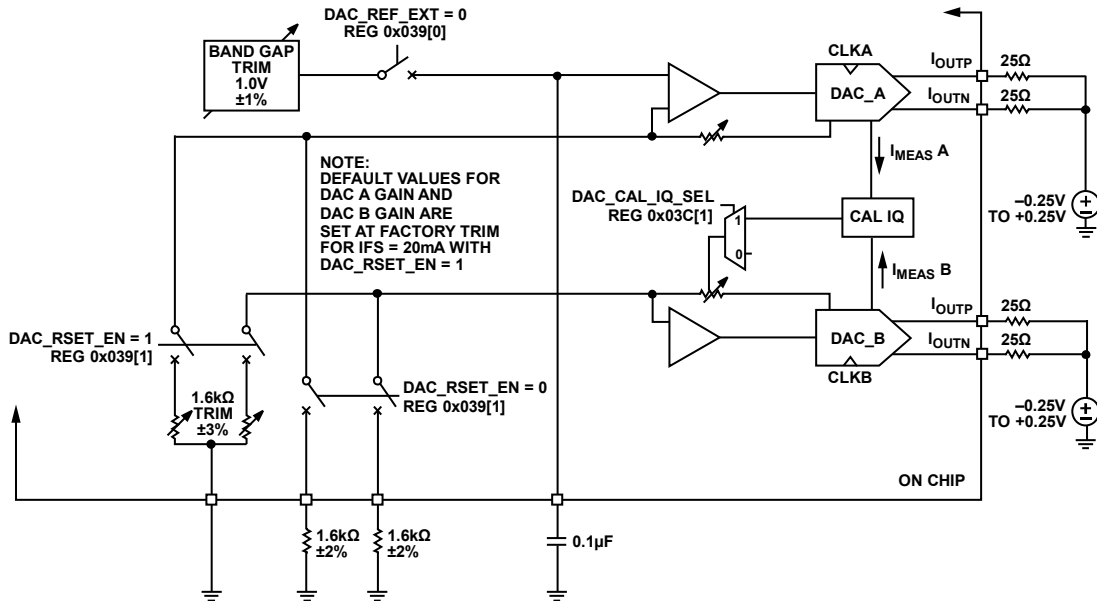 DAC_REF_EXT = 0
REG 0x039[0]
BAND GAP
TRIM
1.0V
±1%
CLKA
DAC_A
IOUTP
25Ω
IOUTN
25Ω
IMEAS A
NOTE:
DEFAULT VALUES FOR
DAC A GAIN AND
DAC B GAIN ARE
SET AT FACTORY TRIM
FOR IFS = 20mA WITH
DAC_RSET_EN = 1
DAC_CAL_IQ_SEL
REG 0x03C[1]
1
0
CAL IQ
–0.25V
TO +0.25V
+
–
IMEAS B
IOUTP
25Ω
IOUTN
25Ω
DAC_B
CLKB
DAC_RSET_EN = 1
REG 0x039[1]
DAC_RSET_EN = 0
REG 0x039[1]
1.6kΩ
TRIM
±3%
–0.25V
TO +0.25V
+
–
ON CHIP
1.6kΩ
±2%
1.6kΩ
±2%
0.1µF